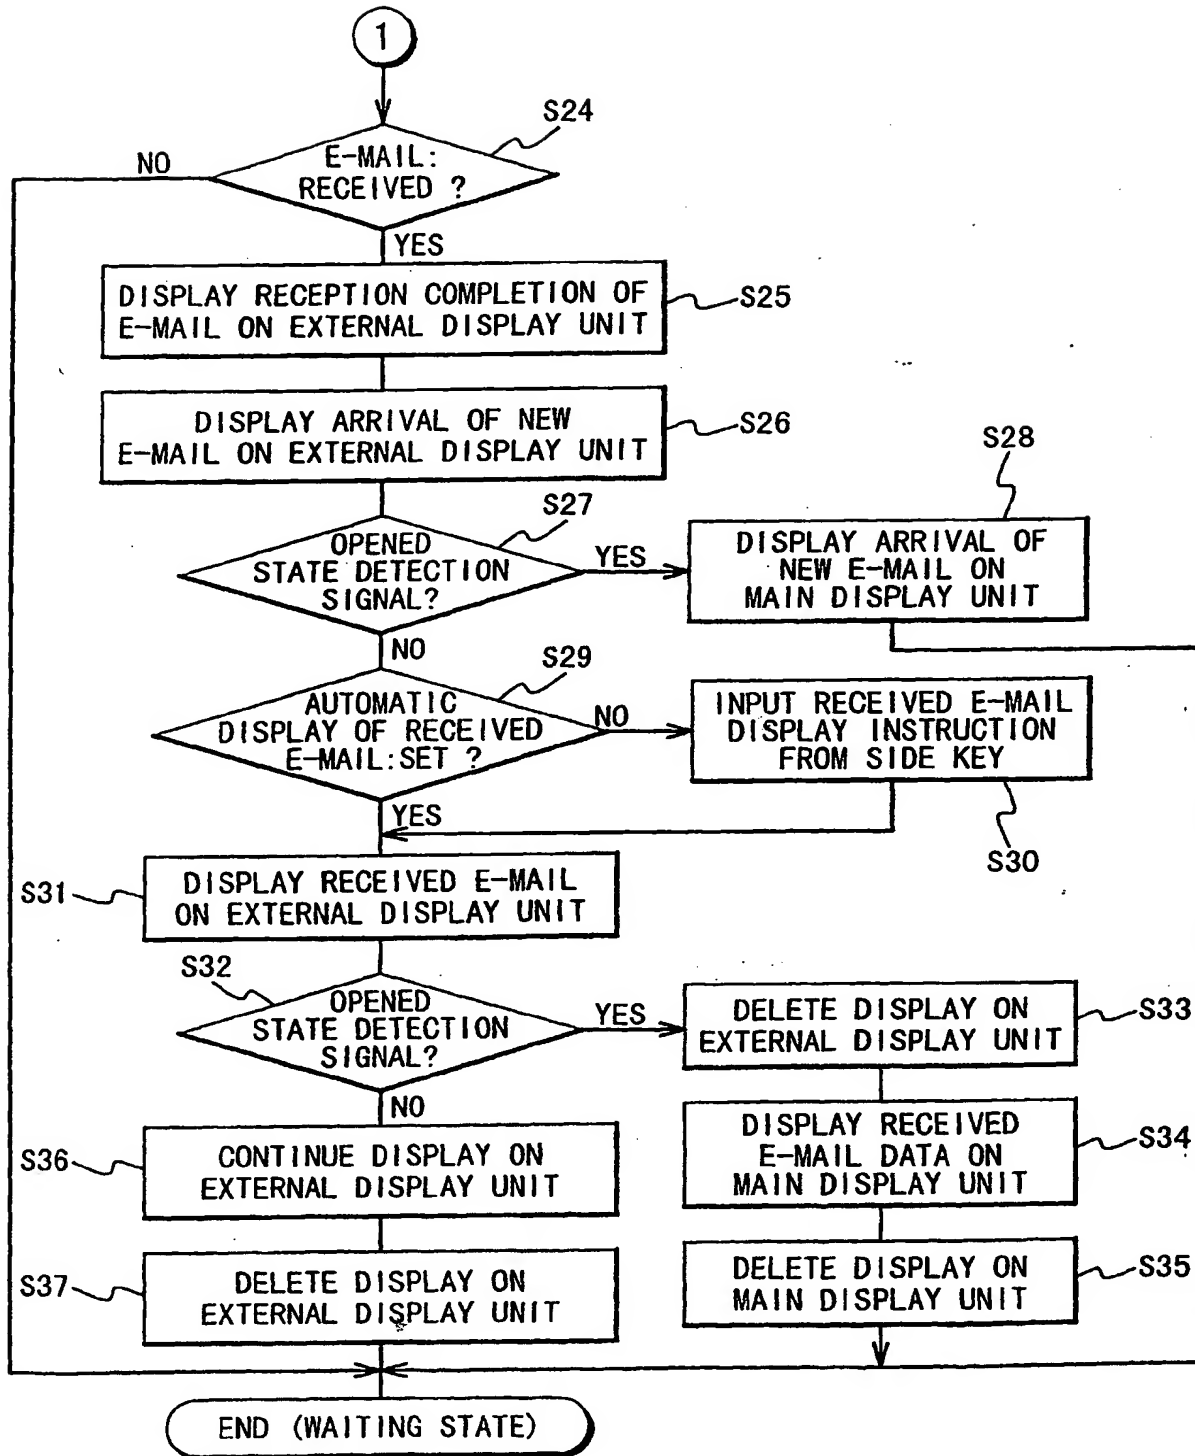 1
S24
E-MAIL:
RECEIVED ?
NO
YES
DISPLAY RECEPTION COMPLETION OF
E-MAIL ON EXTERNAL DISPLAY UNIT
S25
DISPLAY ARRIVAL OF NEW
E-MAIL ON EXTERNAL DISPLAY UNIT
S26
S27
OPENED
STATE DETECTION
SIGNAL?
YES
S28
DISPLAY ARRIVAL OF
NEW E-MAIL ON
MAIN DISPLAY UNIT
NO
S29
AUTOMATIC
DISPLAY OF RECEIVED
E-MAIL:SET ?
NO
INPUT RECEIVED E-MAIL
DISPLAY INSTRUCTION
FROM SIDE KEY
S30
YES
S31
DISPLAY RECEIVED E-MAIL
ON EXTERNAL DISPLAY UNIT
S32
OPENED
STATE DETECTION
SIGNAL?
YES
DELETE DISPLAY ON
EXTERNAL DISPLAY UNIT
S33
NO
DISPLAY RECEIVED
E-MAIL DATA ON
MAIN DISPLAY UNIT
S34
S36
CONTINUE DISPLAY ON
EXTERNAL DISPLAY UNIT
S37
DELETE DISPLAY ON
EXTERNAL DISPLAY UNIT
DELETE DISPLAY ON
MAIN DISPLAY UNIT
S35
END (WAITING STATE)